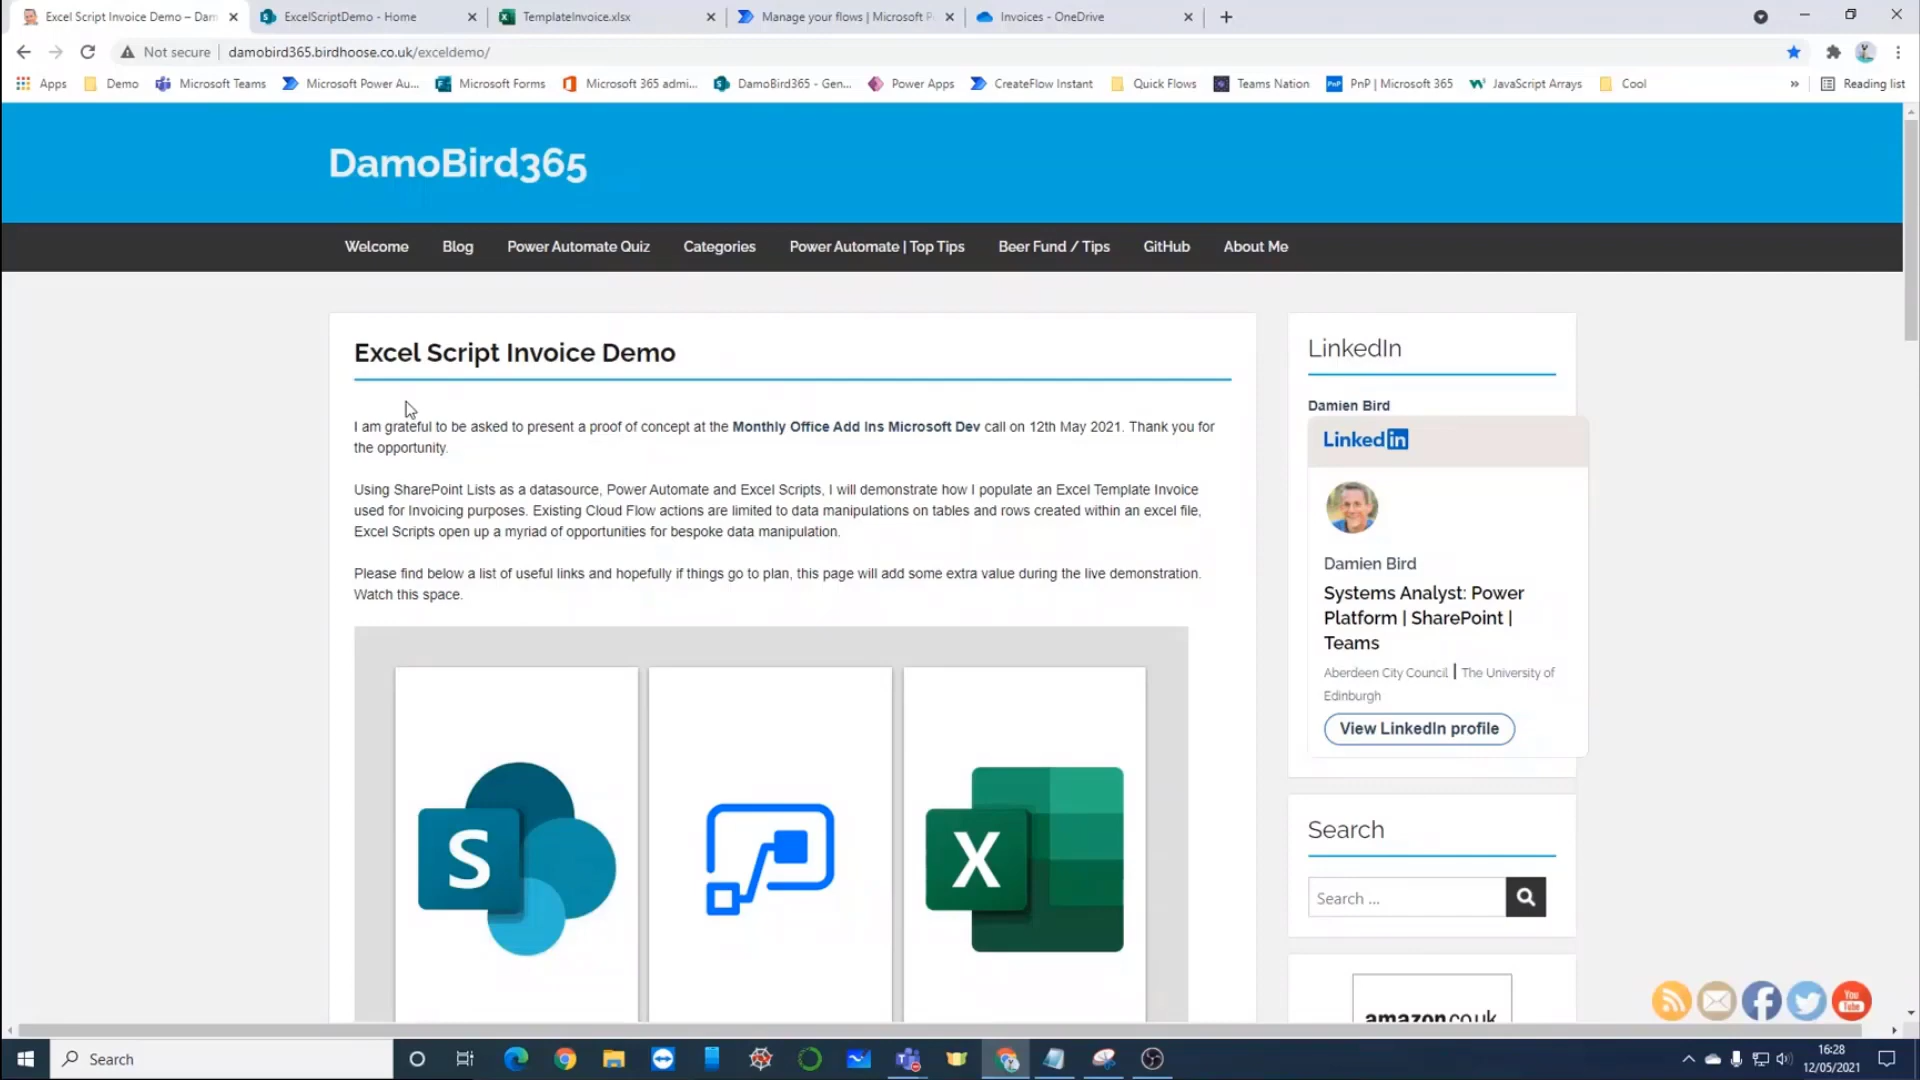 Excel Script Invoice Demo – Dam
ExcelScriptDemo - Home
TemplateInvoice.xlsx
Manage your flows | Microsoft P
Invoices - OneDrive
Not secure
damobird365.birdhoose.co.uk/exceldemo/
Apps
Demo
Microsoft Teams
Microsoft Power Au...
Microsoft Forms
Microsoft 365 admi...
DamoBird365 - Gen...
Power Apps
CreateFlow Instant
Quick Flows
Teams Nation
PnP | Microsoft 365
JavaScript Arrays
Cool
»
Reading list
DamoBird365
Welcome
Blog
Power Automate Quiz
Categories
Power Automate | Top Tips
Beer Fund / Tips
GitHub
About Me
Excel Script Invoice Demo
I am grateful to be asked to present a proof of concept at the Monthly Office Add Ins Microsoft Dev call on 12th May 2021. Thank you for
the opportunity.
Using SharePoint Lists as a datasource, Power Automate and Excel Scripts, I will demonstrate how I populate an Excel Template Invoice
used for Invoicing purposes. Existing Cloud Flow actions are limited to data manipulations on tables and rows created within an excel file,
Excel Scripts open up a myriad of opportunities for bespoke data manipulation.
Please find below a list of useful links and hopefully if things go to plan, this page will add some extra value during the live demonstration.
Watch this space.
S
X
LinkedIn
Damien Bird
Linked in
Damien Bird
Systems Analyst: Power
Platform | SharePoint |
Teams
Aberdeen City Council | The University of
Edinburgh
View LinkedIn profile
Search
Search ...
amazon.co.uk
You
Tube
Search
16:28
12/05/2021